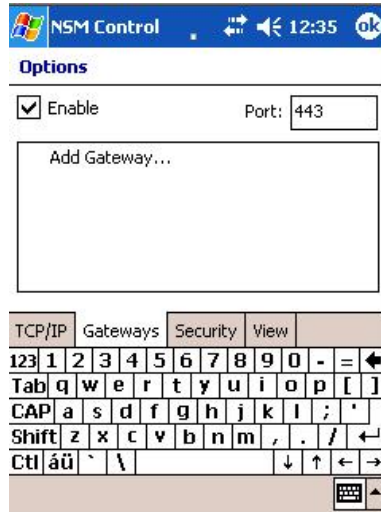 NSM Control 12:35 ok
Options
Enable Port: 443
Add Gateway...
TCP/IP Gateways Security View
123 1 2 3 4 5 6 7 8 9 0 - =
Tab q w e r t y u i o p [ ]
CAP a s d f g h j k l ; '
Shift z x c v b n m , . /
Ctl áü ` \